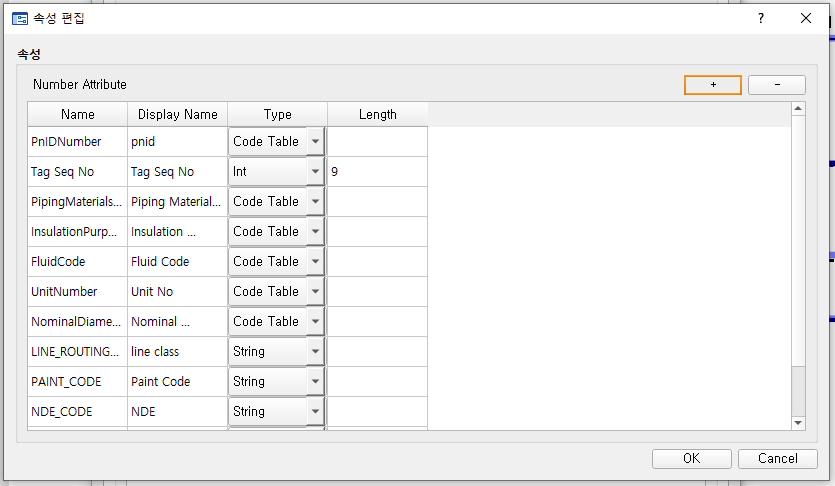 속성 편집 ?
속성
Number Attribute + -
Name Display Name Type Length
PnIDNumber pnid Code Table
Tag Seq No Tag Seq No Int 9
PipingMaterials... Piping Material... Code Table
InsulationPurp... Insulation ... Code Table
FluidCode Fluid Code Code Table
UnitNumber Unit No Code Table
NominalDiame... Nominal ... Code Table
LINE_ROUTING... line class String
PAINT_CODE Paint Code String
NDE_CODE NDE String
OK Cancel